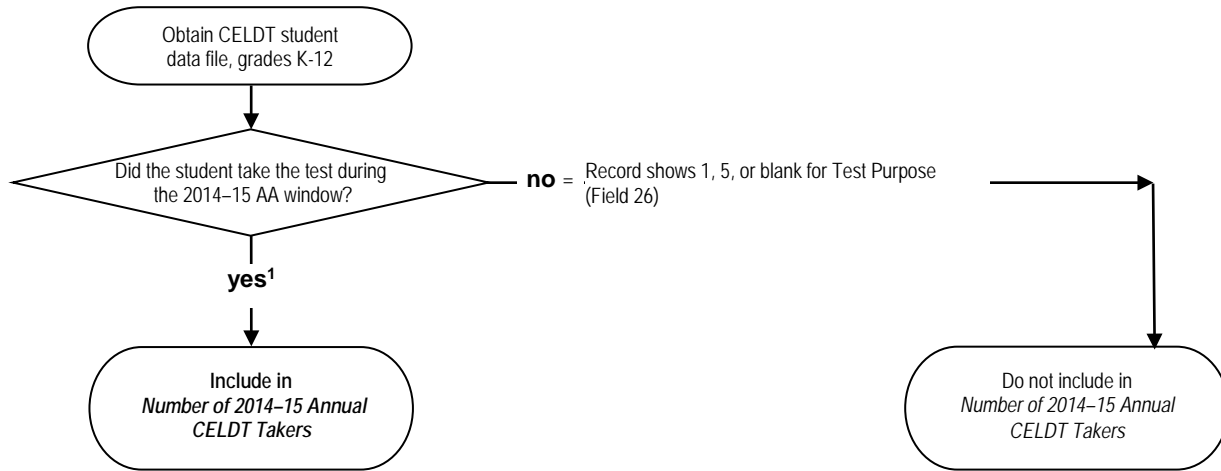 Obtain CELDT student
data file, grades K-12
Did the student take the test during
the 2014–15 AA window?
no = Record shows 1, 5, or blank for Test Purpose
(Field 26)
yes¹
Include in
Number of 2014–15 Annual
CELDT Takers
Do not include in
Number of 2014–15 Annual
CELDT Takers